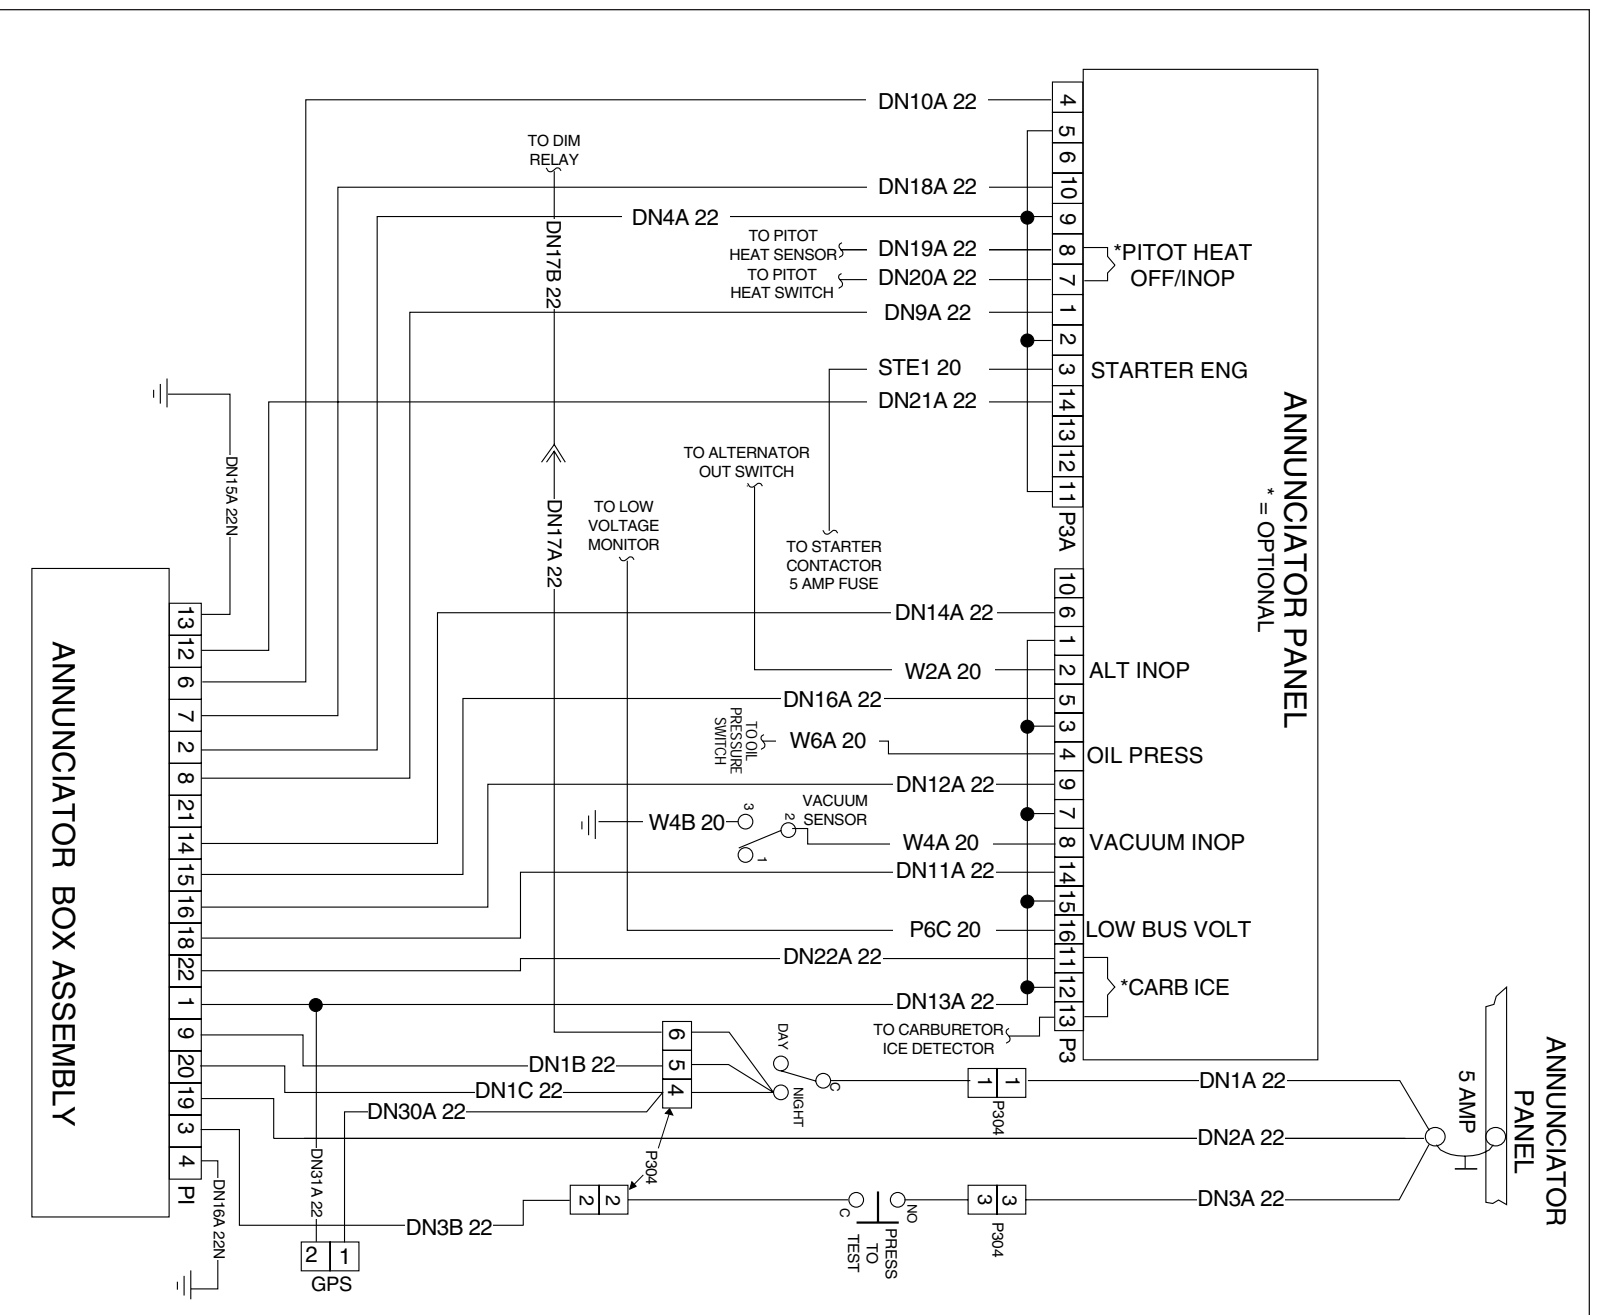 DN10A 22
4
5
6
TO DIM
RELAY
DN18A 22
10
DN4A 22
9
DN17B 22
TO PITOT
HEAT SENSOR
DN19A 22
8
*PITOT HEAT
OFF/INOP
TO PITOT
HEAT SWITCH
DN20A 22
7
DN9A 22
1
2
STE1 20
3
STARTER ENG
DN21A 22
14
13
12
11
P3A
ANNUNCIATOR PANEL
* = OPTIONAL
DN15A 22N
TO ALTERNATOR
OUT SWITCH
DN17A 22
TO LOW
VOLTAGE
MONITOR
TO STARTER
CONTACTOR
5 AMP FUSE
10
DN14A 22
6
1
W2A 20
2
ALT INOP
DN16A 22
5
3
TO OIL
PRESSURE
SWITCH
W6A 20
4
OIL PRESS
DN12A 22
9
VACUUM
SENSOR
3
2
1
W4B 20
7
W4A 20
8
VACUUM INOP
DN11A 22
14
15
P6C 20
16
LOW BUS VOLT
DN22A 22
11
*CARB ICE
12
DN13A 22
13
TO CARBURETOR
ICE DETECTOR
P3
ANNUNCIATOR BOX ASSEMBLY
13
12
6
7
2
8
21
14
15
16
18
22
1
9
20
19
3
4
PI
6
5
4
DAY
C
NIGHT
DN1B 22
DN1C 22
DN30A 22
1
1
P304
DN1A 22
DN2A 22
5 AMP
ANNUNCIATOR
PANEL
P304
DN31A 22
DN16A 22N
DN3B 22
2
2
C
NO
PRESS
TO
TEST
3
3
P304
DN3A 22
2
1
GPS